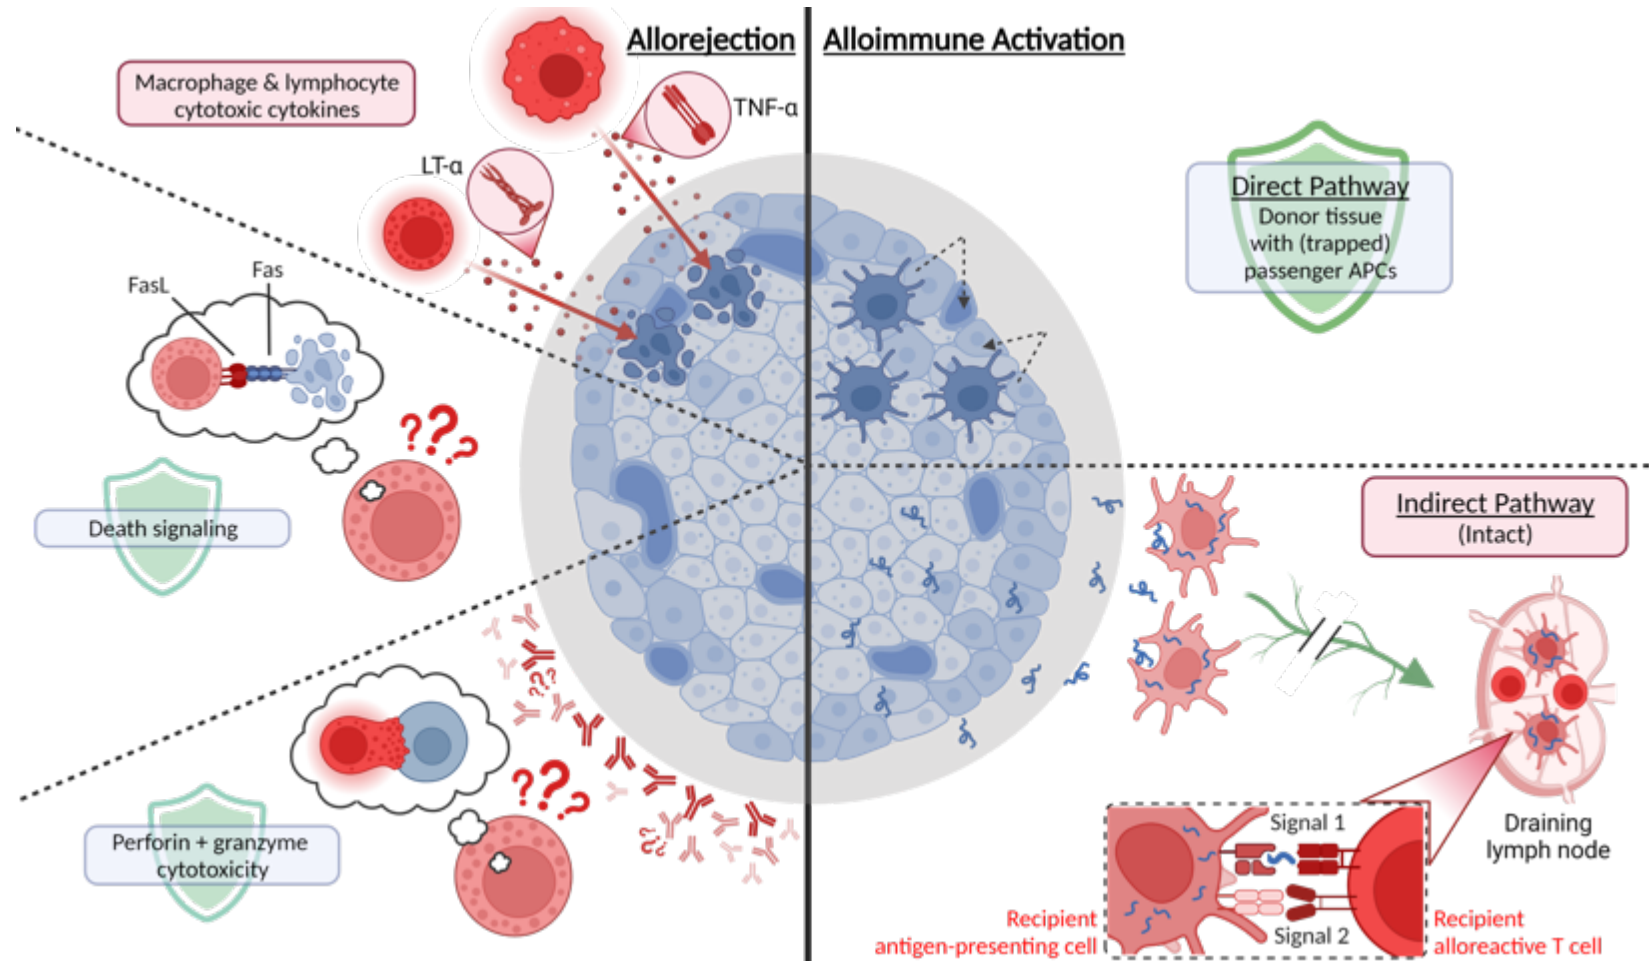 Allorejection
Alloimmune Activation
Macrophage & lymphocyte
cytotoxic cytokines
TNF-α
LT-α
FasL
Fas
???
Death signaling
Perforin + granzyme
cytotoxicity
???
???
??
Direct Pathway
Donor tissue
with (trapped)
passenger APCs
Indirect Pathway
(Intact)
Draining
lymph node
Signal 1
Signal 2
Recipient
antigen-presenting cell
Recipient
alloreactive T cell